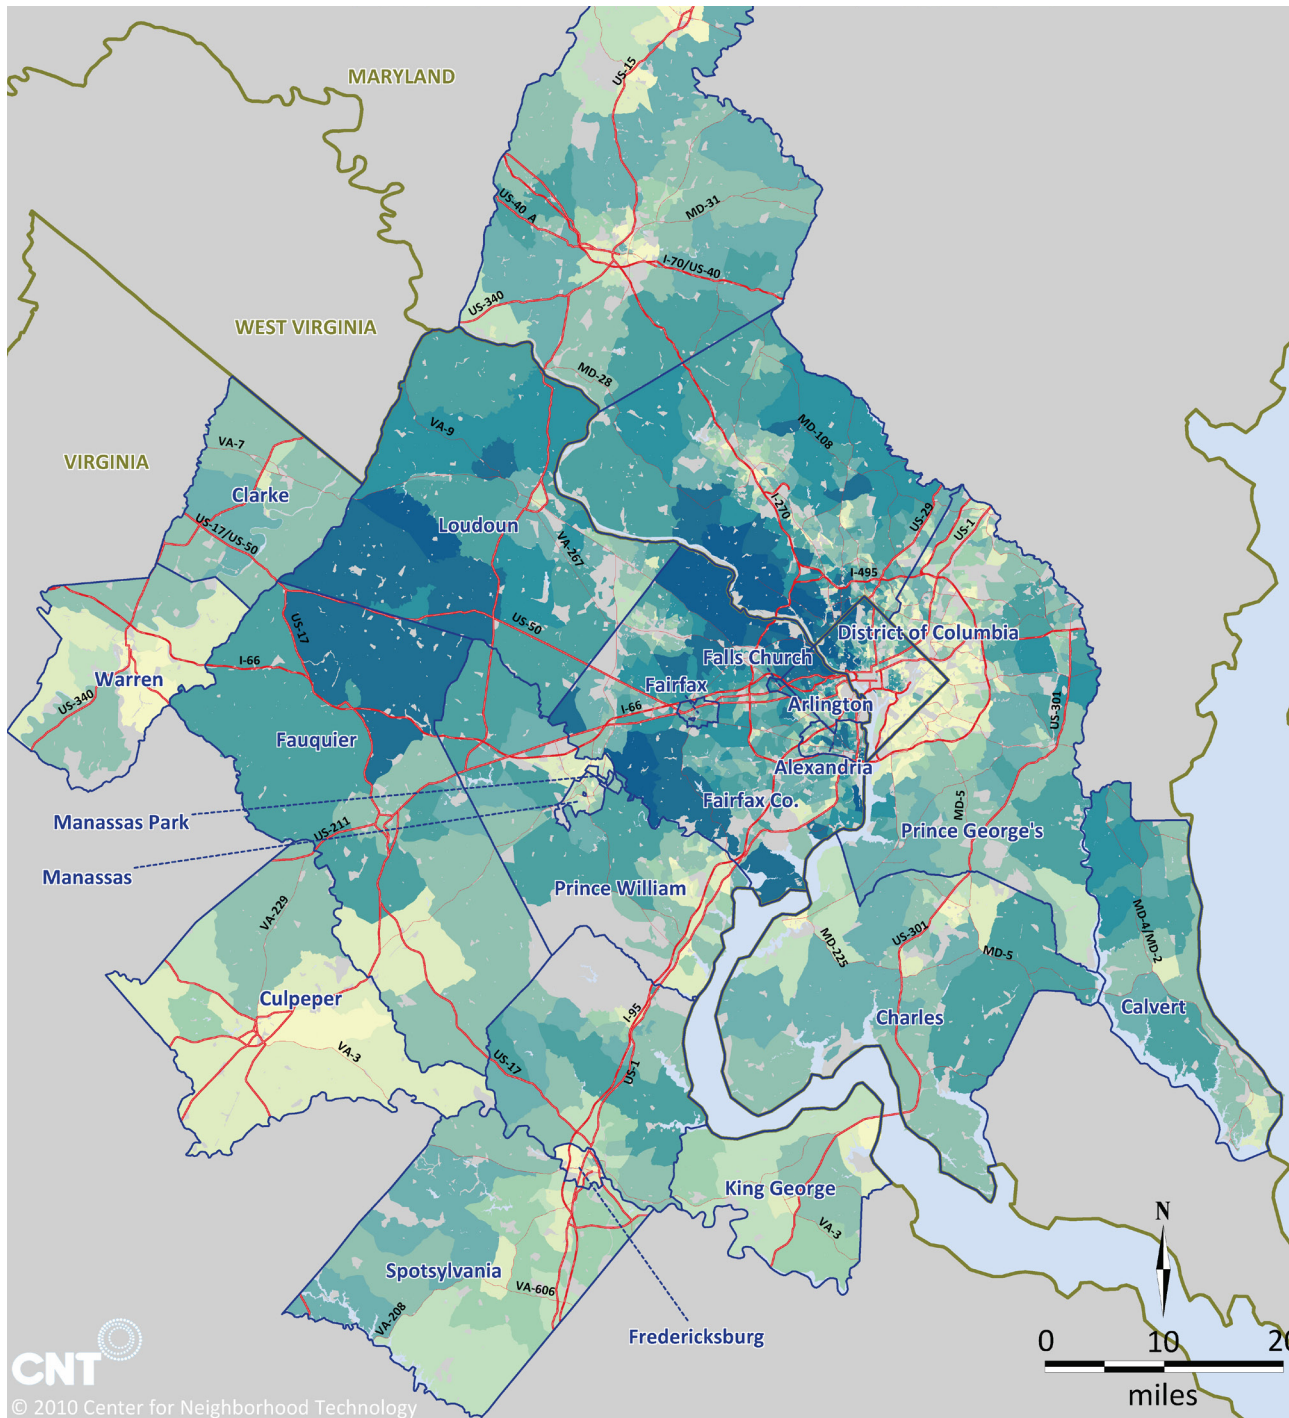 MARYLAND
US-15
US-40 A
MD-31
I-70/US-40
US-340
WEST VIRGINIA
MD-28
VA-9
MD-108
VA-7
VIRGINIA
Clarke
I-270
US-29
US-1
Loudoun
US-17/US-50
VA-267
I-495
US-17
US-50
District of Columbia
I-66
Falls Church
Warren
Fairfax
US-340
I-66
Arlington
US-301
Fauquier
Alexandria
Fairfax Co.
Manassas Park
US-211
MD-5
Prince George's
Manassas
Prince William
VA-229
MD-225
US-301
MD-5
MD-4/MD-2
Culpeper
Calvert
I-95
Charles
VA-3
US-17
US-1
King George
VA-3
N
Spotsylvania
VA-606
VA-208
Fredericksburg
0 10 20
miles
CNT
© 2010 Center for Neighborhood Technology